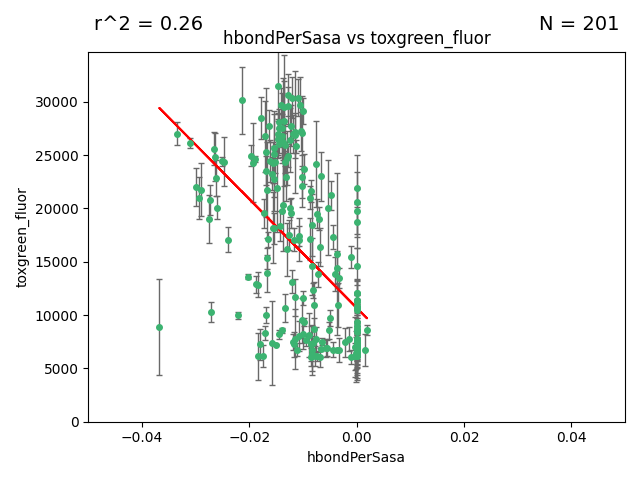 r^2 = 0.26
N = 201
hbondPerSasa vs toxgreen_fluor
toxgreen_fluor
30000
25000
20000
15000
10000
5000
0
−0.04
−0.02
0.00
0.02
0.04
hbondPerSasa